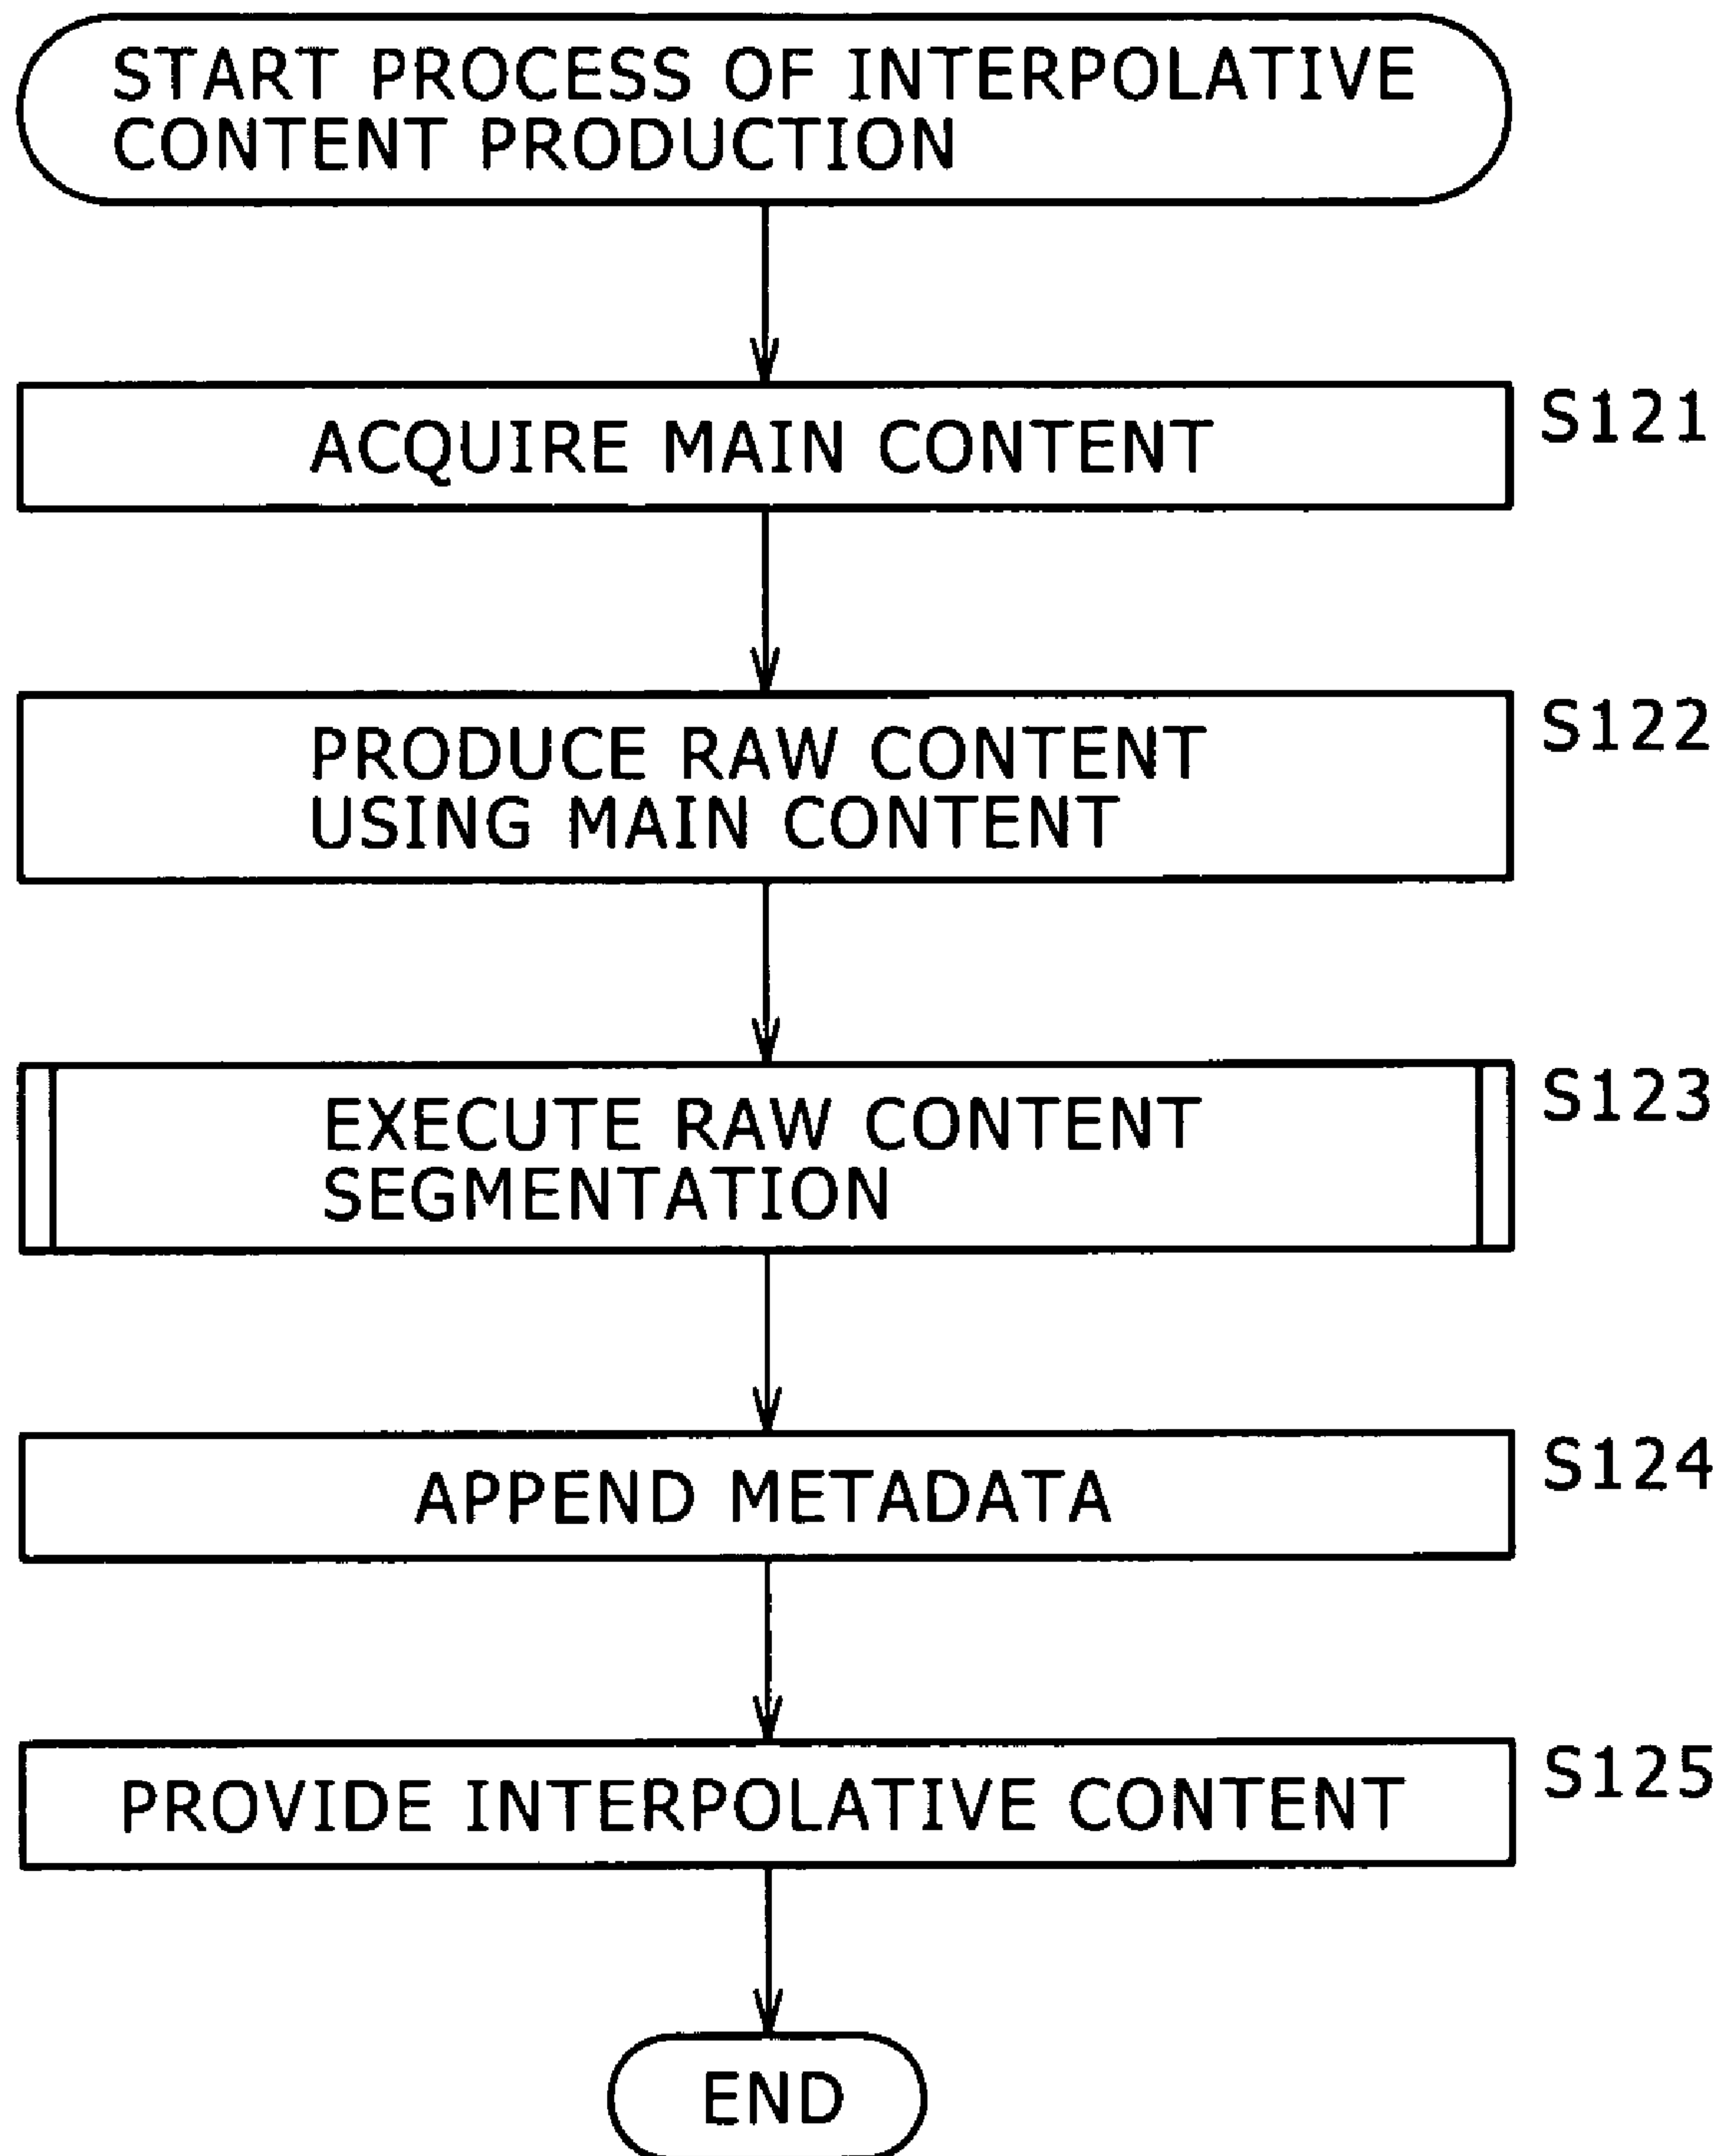 START PROCESS OF INTERPOLATIVE
CONTENT PRODUCTION
ACQUIRE MAIN CONTENT
S121
PRODUCE RAW CONTENT
USING MAIN CONTENT
S122
EXECUTE RAW CONTENT
SEGMENTATION
S123
APPEND METADATA
S124
PROVIDE INTERPOLATIVE CONTENT
S125
END